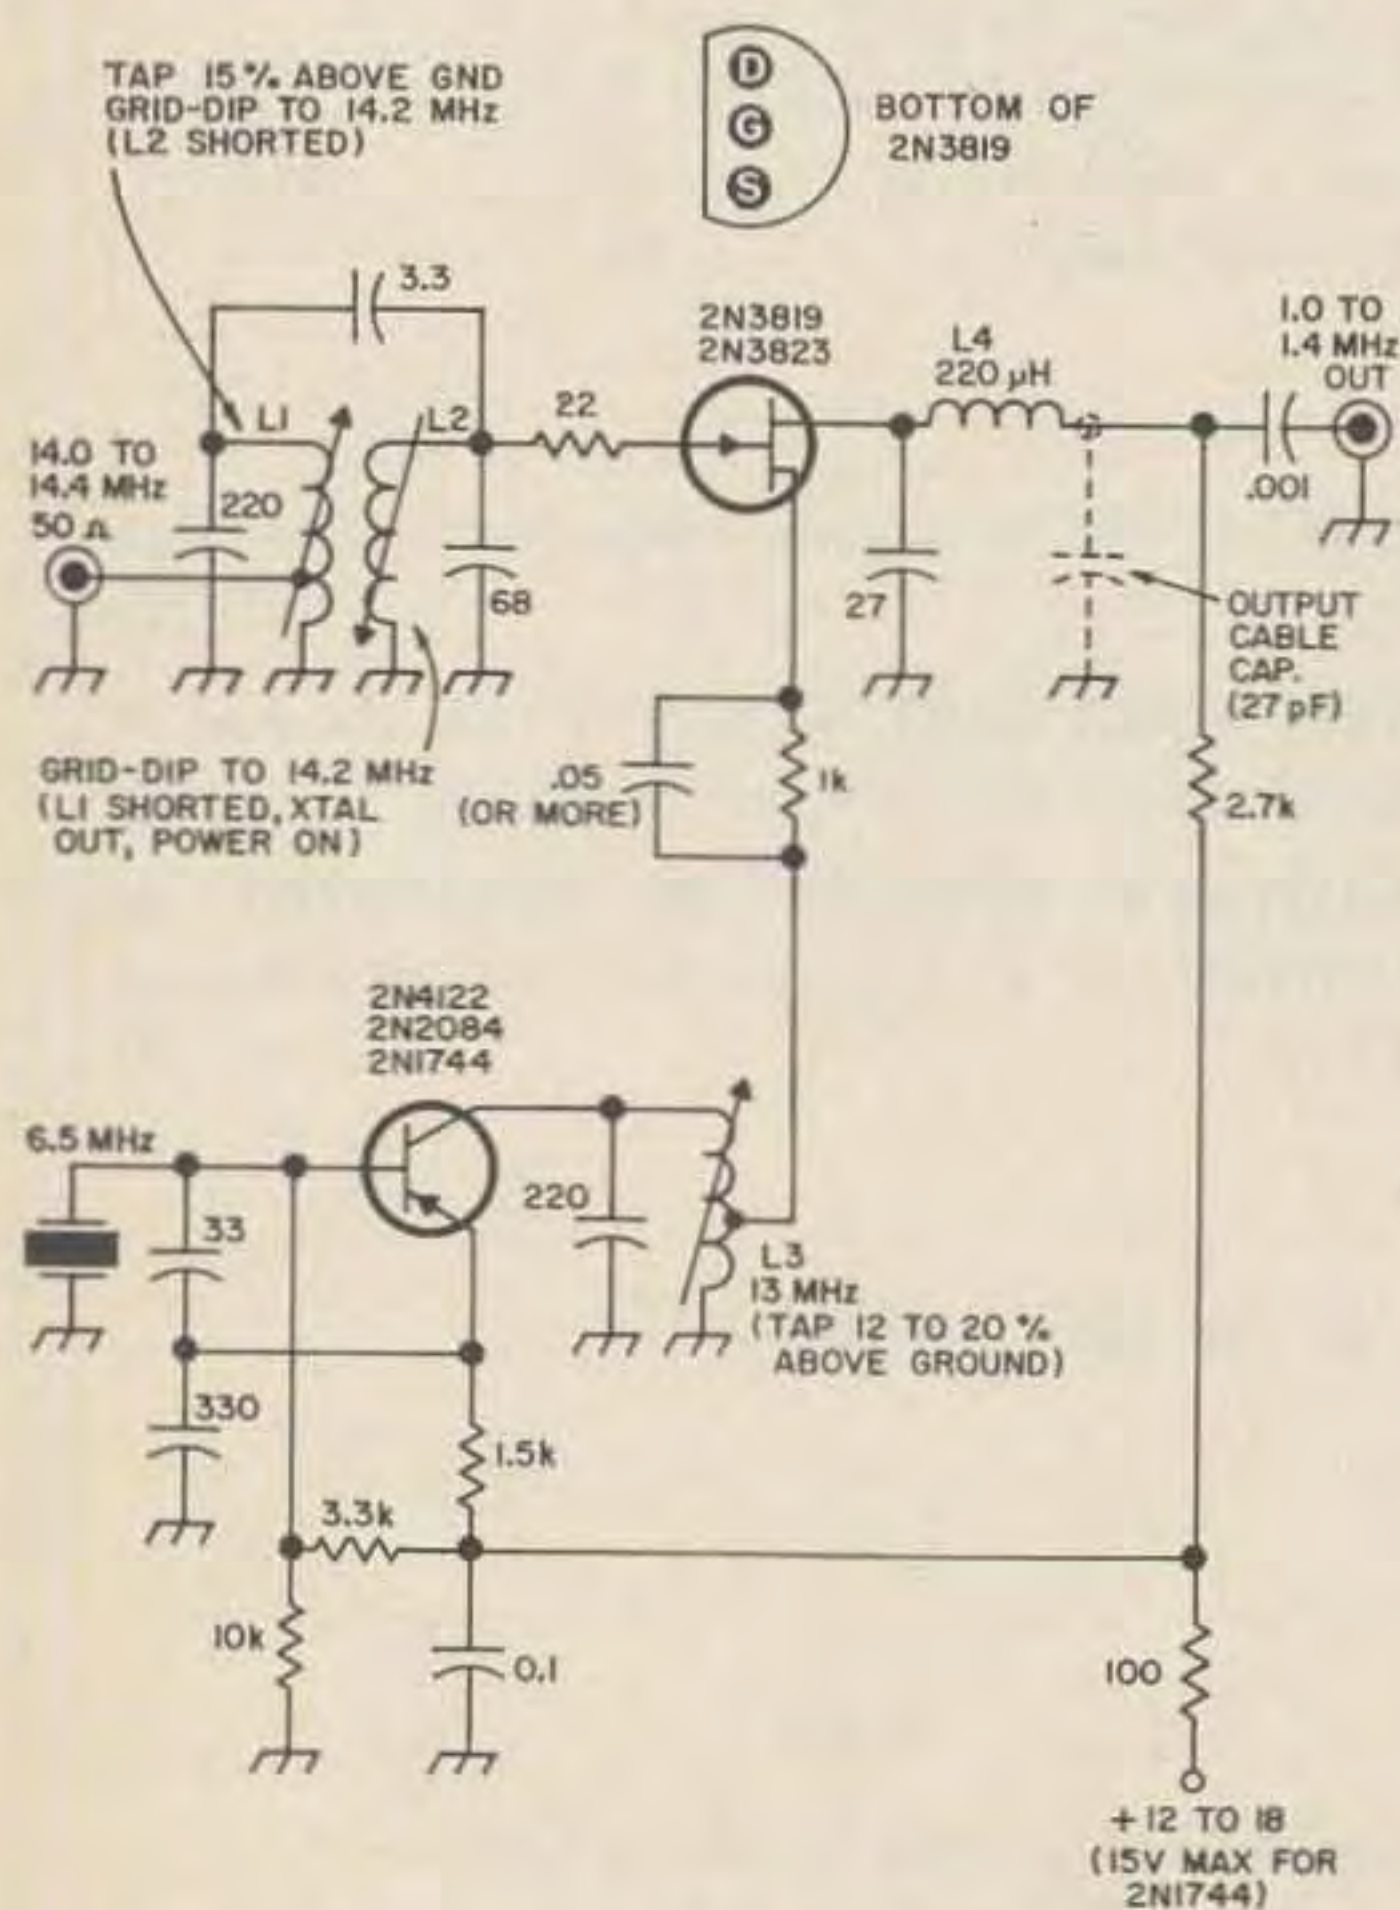 TAP 15% ABOVE GND
GRID-DIP TO 14.2 MHz
(L2 SHORTED)
D
G
S
BOTTOM OF
2N3819
3.3
L1
L2
14.0 TO
14.4 MHz
50 Ω
220
68
22
2N3819
2N3823
L4
220 µH
1.0 TO
1.4 MHz
OUT
.001
27
OUTPUT
CABLE
CAP.
(27 pF)
GRID-DIP TO 14.2 MHz
(L1 SHORTED, XTAL
OUT, POWER ON)
.05
(OR MORE)
1k
2.7k
2N4122
2N2084
2N1744
6.5 MHz
33
220
L3
13 MHz
(TAP 12 TO 20 %
ABOVE GROUND)
330
1.5k
3.3k
10k
0.1
100
+12 TO 18
(15V MAX FOR
2N1744)